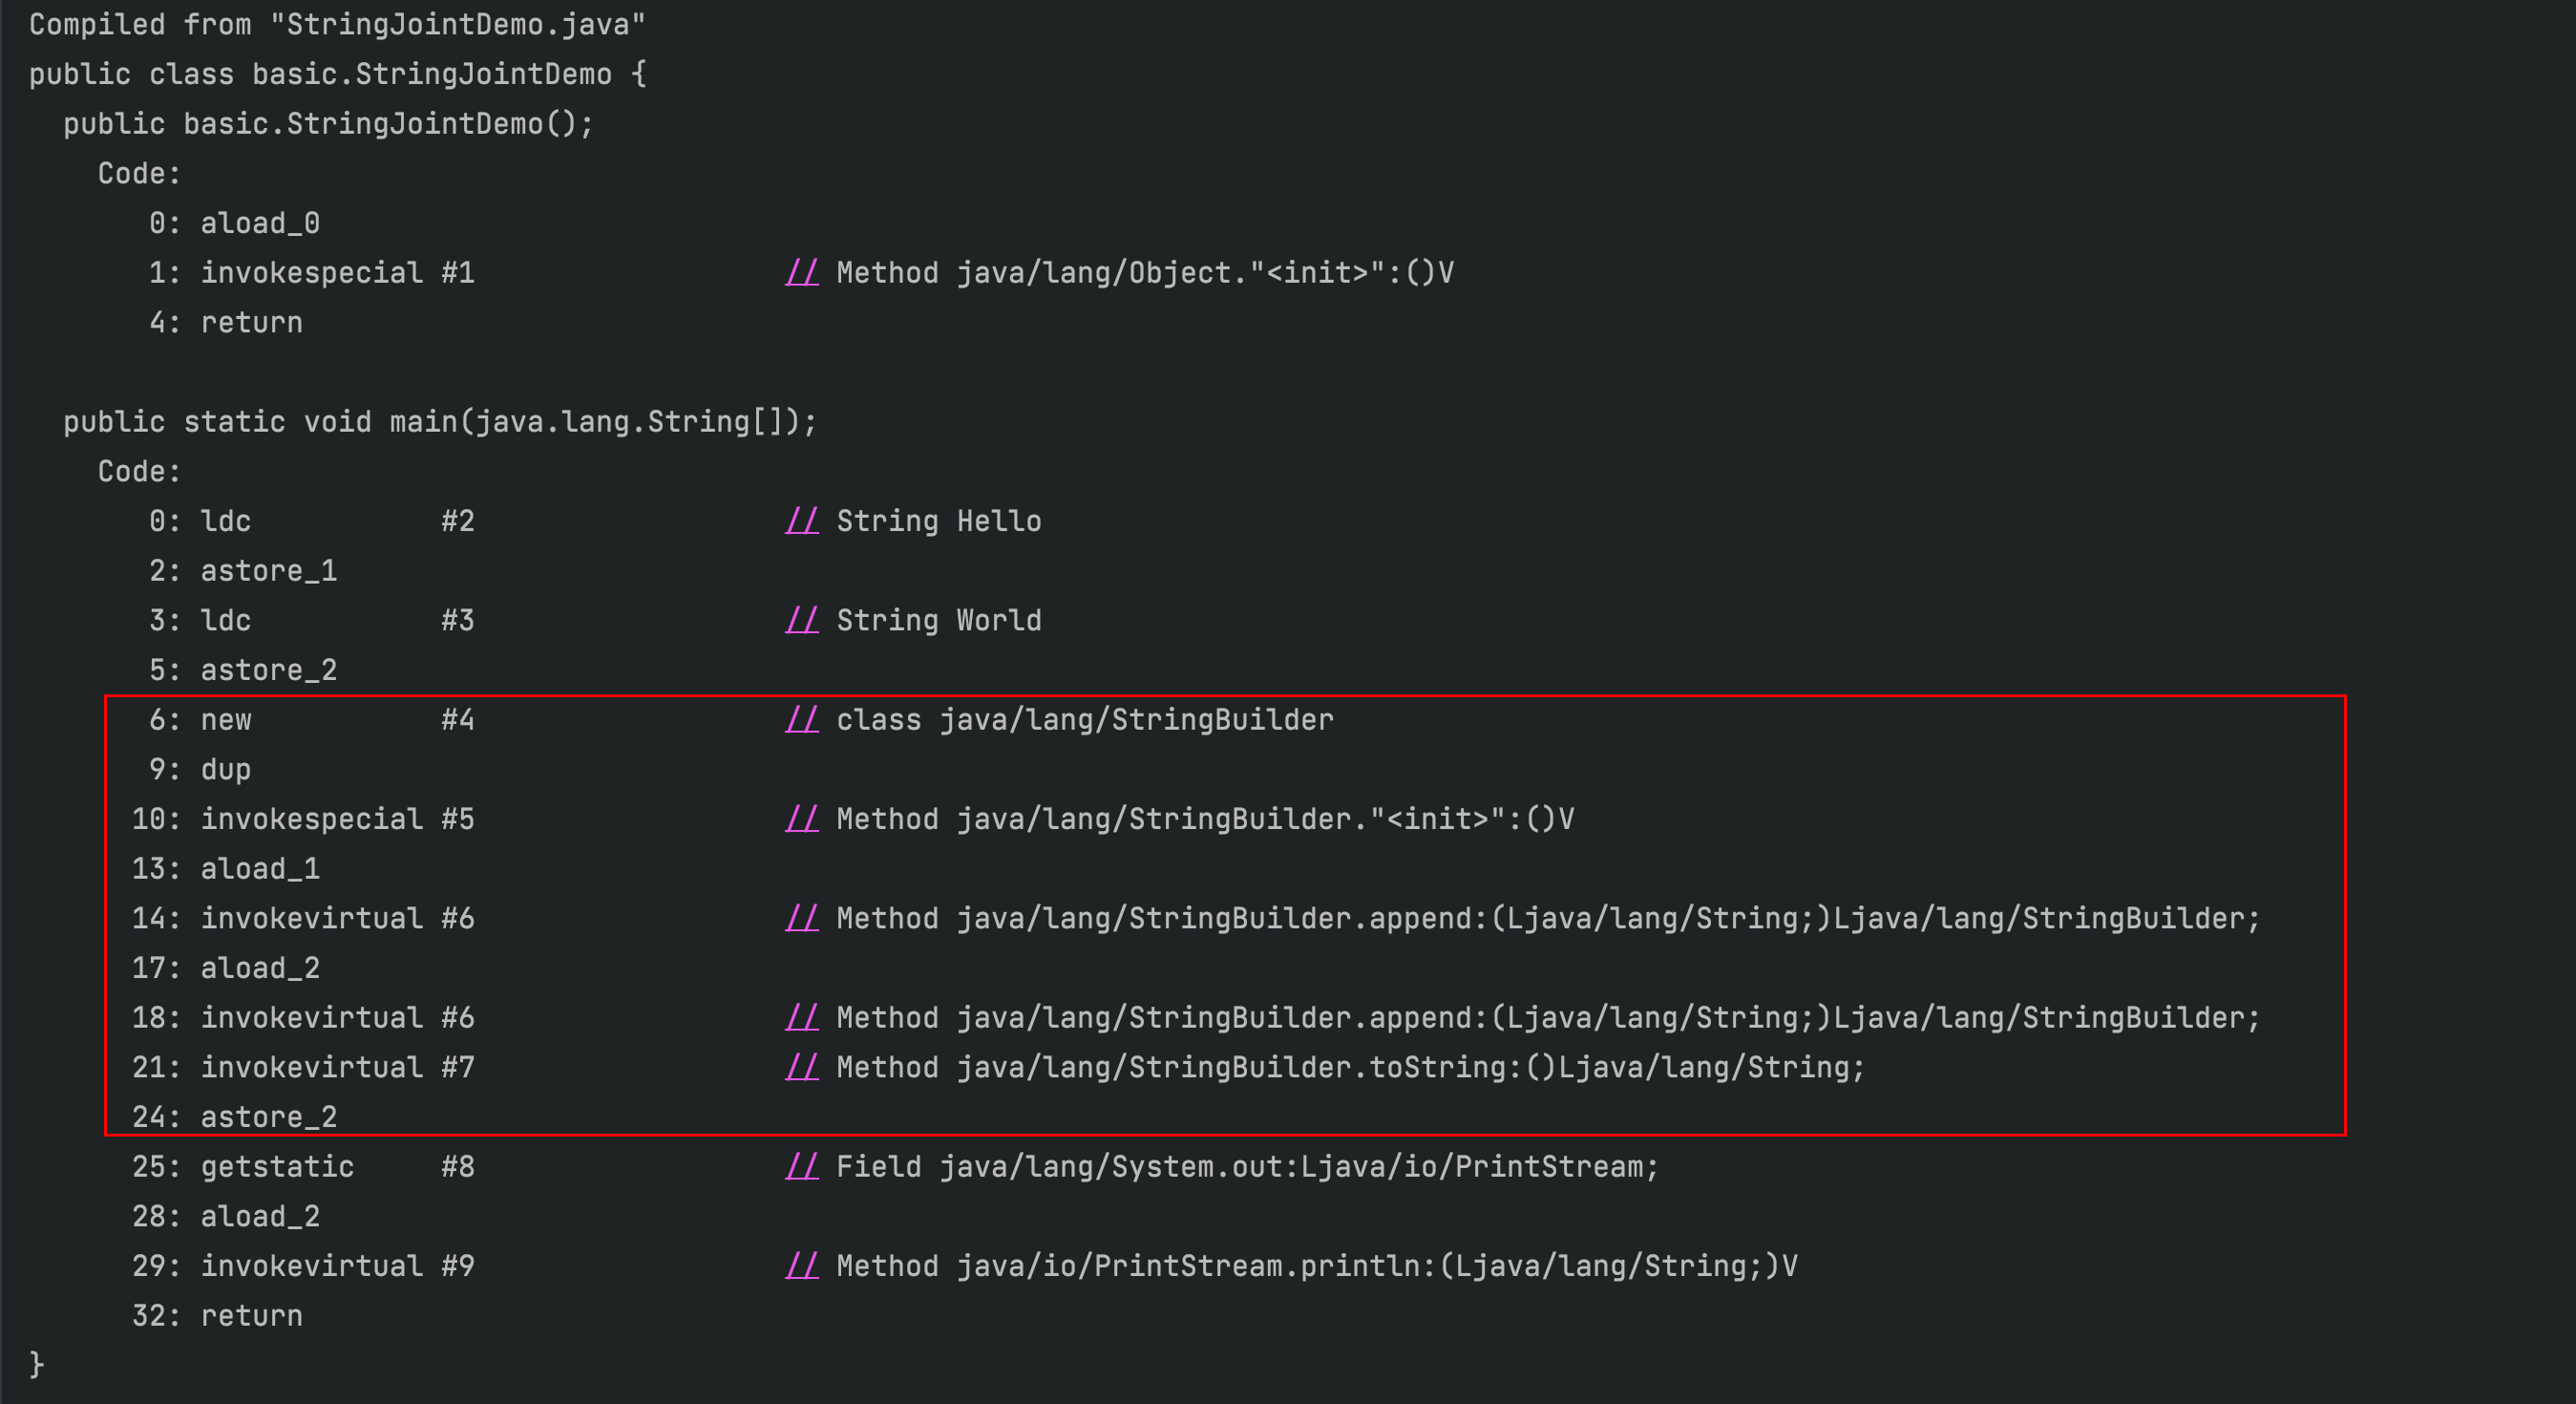 Compiled from "StringJointDemo.java"
public class basic.StringJointDemo {
  public basic.StringJointDemo();
    Code:
       0: aload_0
       1: invokespecial #1                  // Method java/lang/Object."<init>":()V
       4: return

  public static void main(java.lang.String[]);
    Code:
       0: ldc           #2                  // String Hello
       2: astore_1
       3: ldc           #3                  // String World
       5: astore_2
       6: new           #4                  // class java/lang/StringBuilder
       9: dup
      10: invokespecial #5                  // Method java/lang/StringBuilder."<init>":()V
      13: aload_1
      14: invokevirtual #6                  // Method java/lang/StringBuilder.append:(Ljava/lang/String;)Ljava/lang/StringBuilder;
      17: aload_2
      18: invokevirtual #6                  // Method java/lang/StringBuilder.append:(Ljava/lang/String;)Ljava/lang/StringBuilder;
      21: invokevirtual #7                  // Method java/lang/StringBuilder.toString:()Ljava/lang/String;
      24: astore_2
      25: getstatic     #8                  // Field java/lang/System.out:Ljava/io/PrintStream;
      28: aload_2
      29: invokevirtual #9                  // Method java/io/PrintStream.println:(Ljava/lang/String;)V
      32: return
}